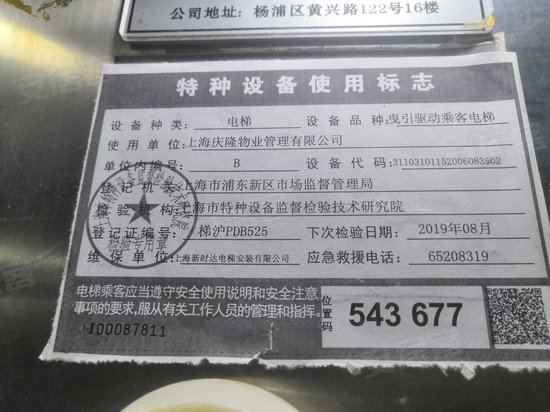 公司地址：杨浦区黄兴路122号16楼
特种设备使用标志
设备种类：电梯 设备品种：曳引驱动乘客电梯
使用单位：上海庆隆物业管理有限公司
单位内编号：B 设备代码：31103101152006083502
登记机关：上海市浦东新区市场监督管理局
检验机构：上海市特种设备监督检验技术研究院
登记证编号：梯沪PDB525 下次检验日期：2019年08月
维保单位：上海新时达电梯安装有限公司 应急救援电话：65208319
电梯乘客应当遵守安全使用说明和安全注意
事项的要求，服从有关工作人员的管理和指挥。
I00087811
位置码 543 677
检验专用章